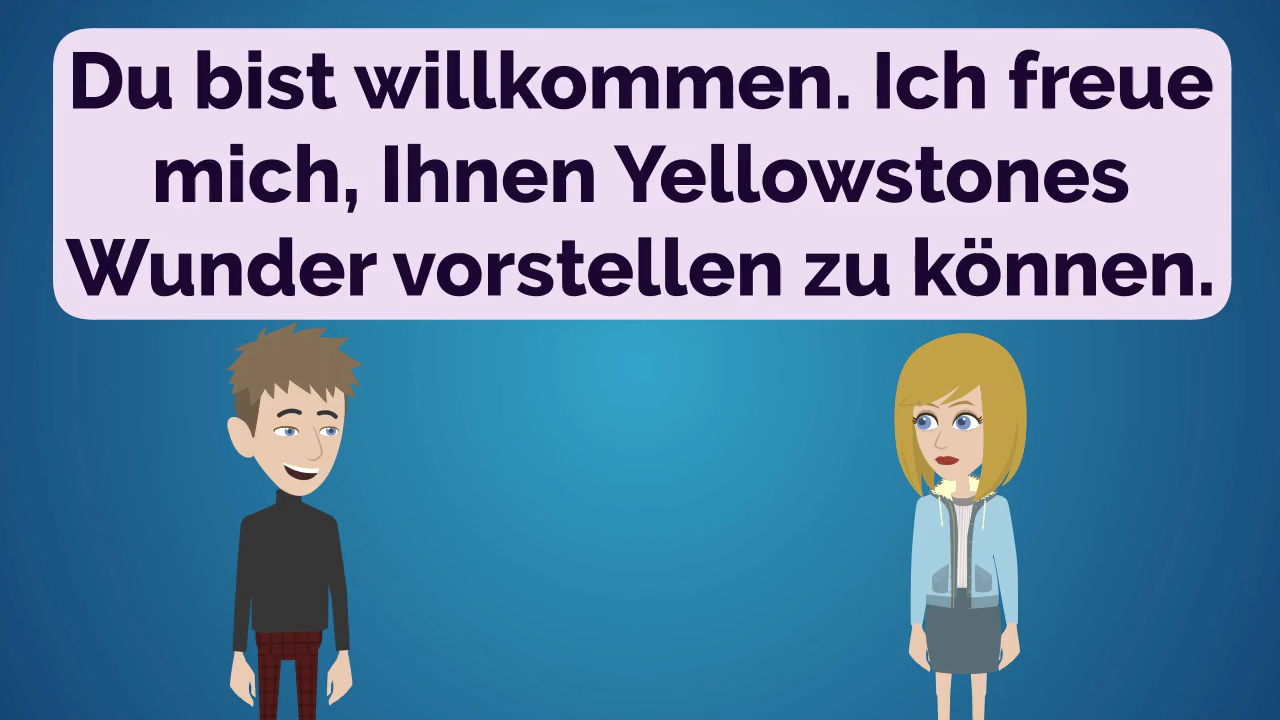 Du bist willkommen. Ich freue
mich, Ihnen Yellowstones
Wunder vorstellen zu können.